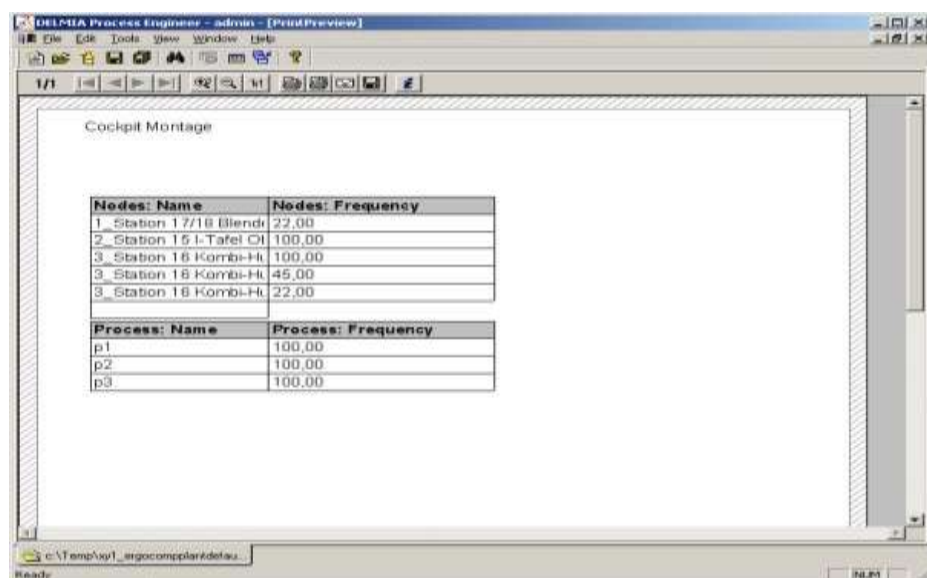 DELMIA Process Engineer - admin - [PrintPreview]
File Edit Tools View Window Help
1/1
Cockpit Montage
Nodes: Name Nodes: Frequency
1_Station 17/18 Blend 22,00
2_Station 15 I-Tafel 100,00
3_Station 16 Kombi-H 100,00
3_Station 16 Kombi-H 45,00
3_Station 16 Kombi-H 22,00
Process: Name Process: Frequency
p1 100,00
p2 100,00
p3 100,00
Ready NUM